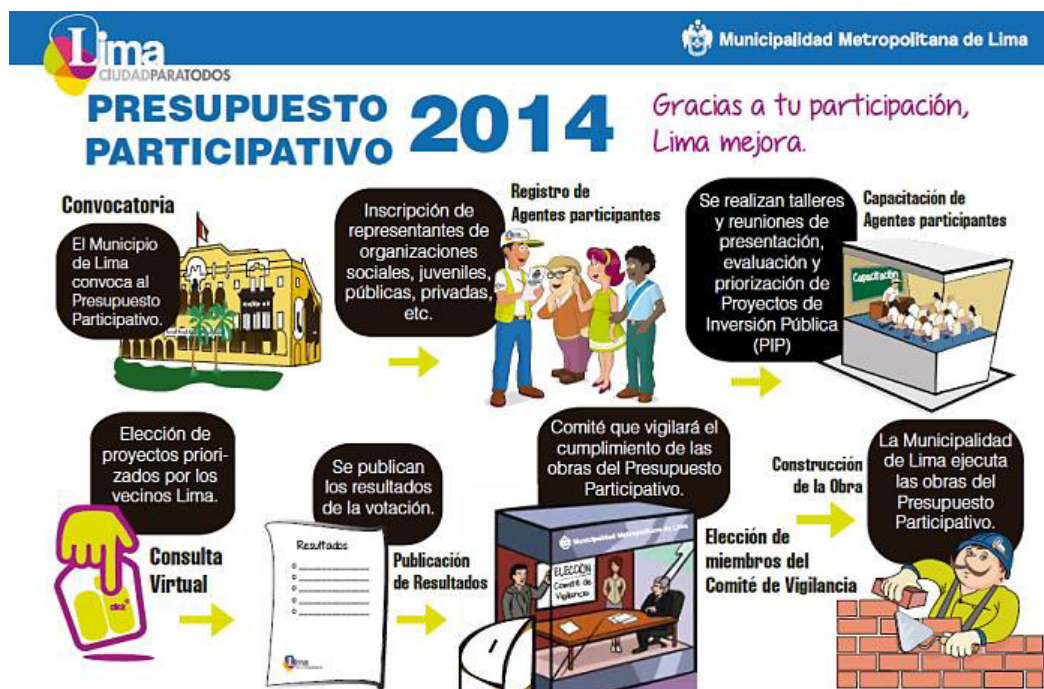 Lima
CIUDADPARATODOS
Municipalidad Metropolitana de Lima
PRESUPUESTO
PARTICIPATIVO
2014
Gracias a tu participación,
Lima mejora.
Convocatoria
El Municipio
de Lima
convoca al
Presupuesto
Participativo.
Inscripción de
representantes de
organizaciones
sociales, juveniles,
públicas, privadas,
etc.
Registro de
Agentes participantes
Se realizan talleres
y reuniones de
presentación,
evaluación y
priorización de
Proyectos de
Inversión Pública
(PIP)
Capacitación de
Agentes participantes
Capacitación
Elección de
proyectos priori-
zados por los
vecinos Lima.
click
Consulta
Virtual
Se publican
los resultados
de la votación.
Resultados
Lima
Publicación
de Resultados
Comité que vigilará el
cumplimiento de las
obras del Presupuesto
Participativo.
Municipalidad Metropolitana de Lima
ELECCIÓN
Comité de
Vigilancia
Elección de
miembros del
Comité de Vigilancia
Construcción
de la Obra
La Municipalidad
de Lima ejecuta
las obras del
Presupuesto
Participativo.